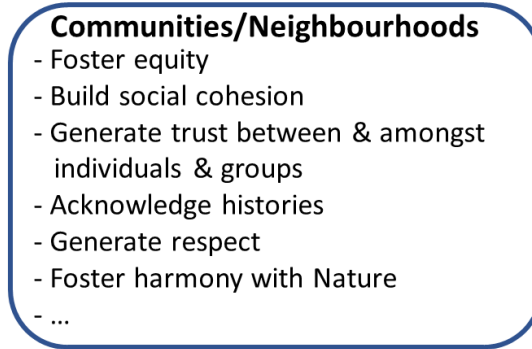 Communities/Neighbourhoods
- Foster equity
- Build social cohesion
- Generate trust between & amongst
individuals & groups
- Acknowledge histories
- Generate respect
- Foster harmony with Nature
- ...